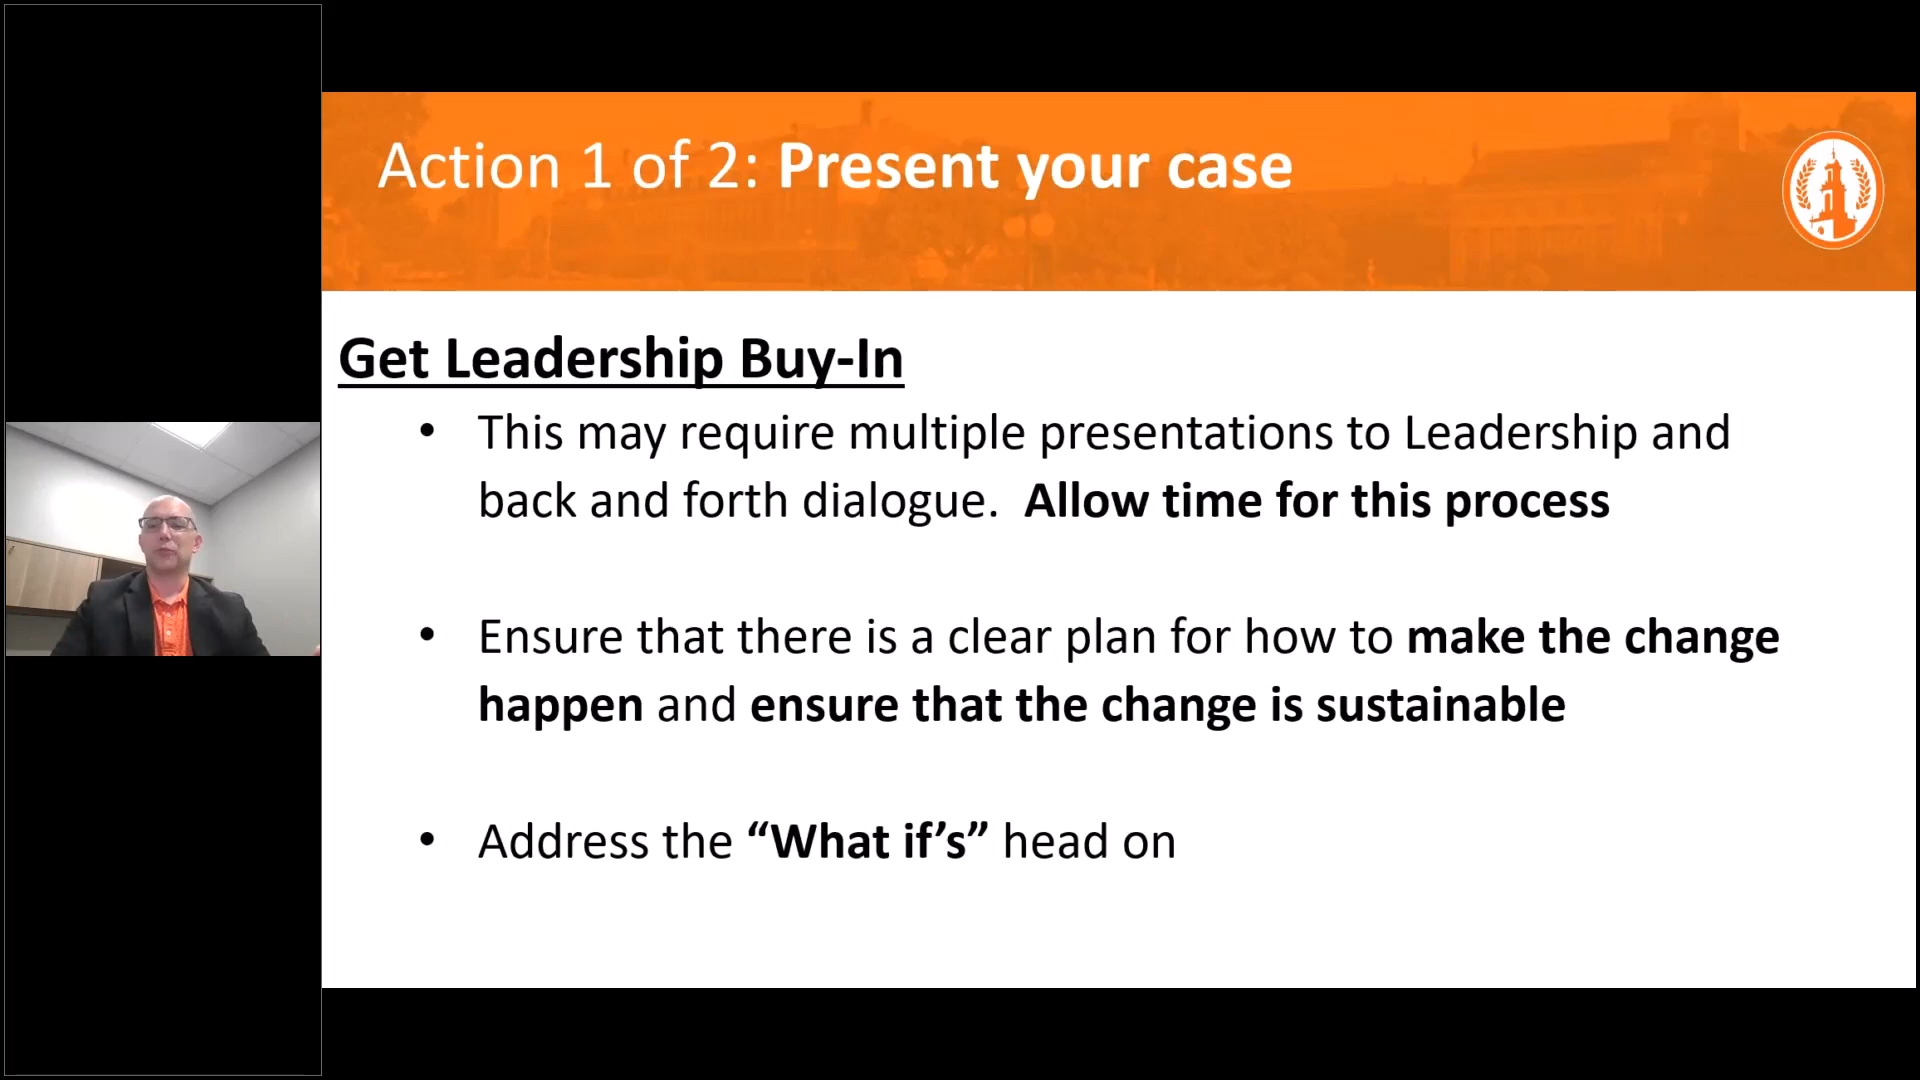 Action 1 of 2: Present your case
Get Leadership Buy-In
• This may require multiple presentations to Leadership and
back and forth dialogue.  Allow time for this process
• Ensure that there is a clear plan for how to make the change
happen and ensure that the change is sustainable
• Address the “What if’s” head on